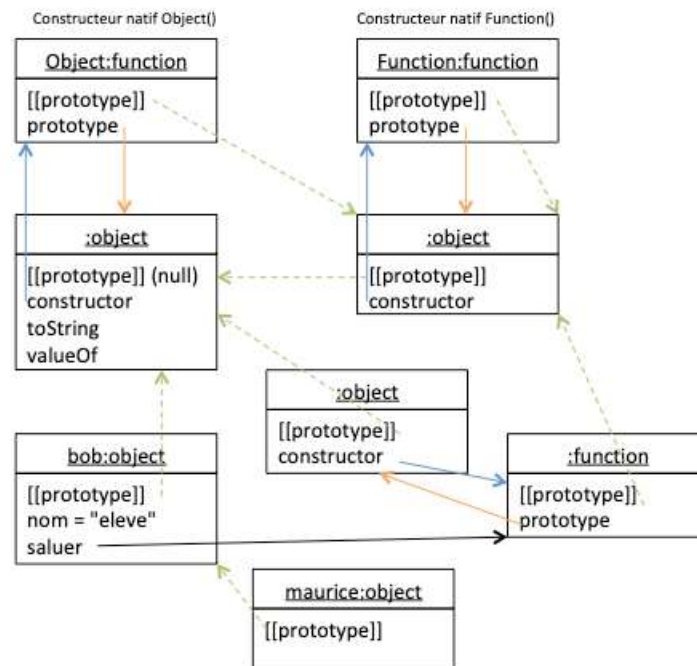 Constructeur natif Object()
Constructeur natif Function()
Object:function
[[prototype]]
prototype
Function:function
[[prototype]]
prototype
:object
[[prototype]] (null)
constructor
toString
valueOf
:object
[[prototype]]
constructor
:object
[[prototype]]
constructor
bob:object
[[prototype]]
nom = "eleve"
saluer
:function
[[prototype]]
prototype
maurice:object
[[prototype]]